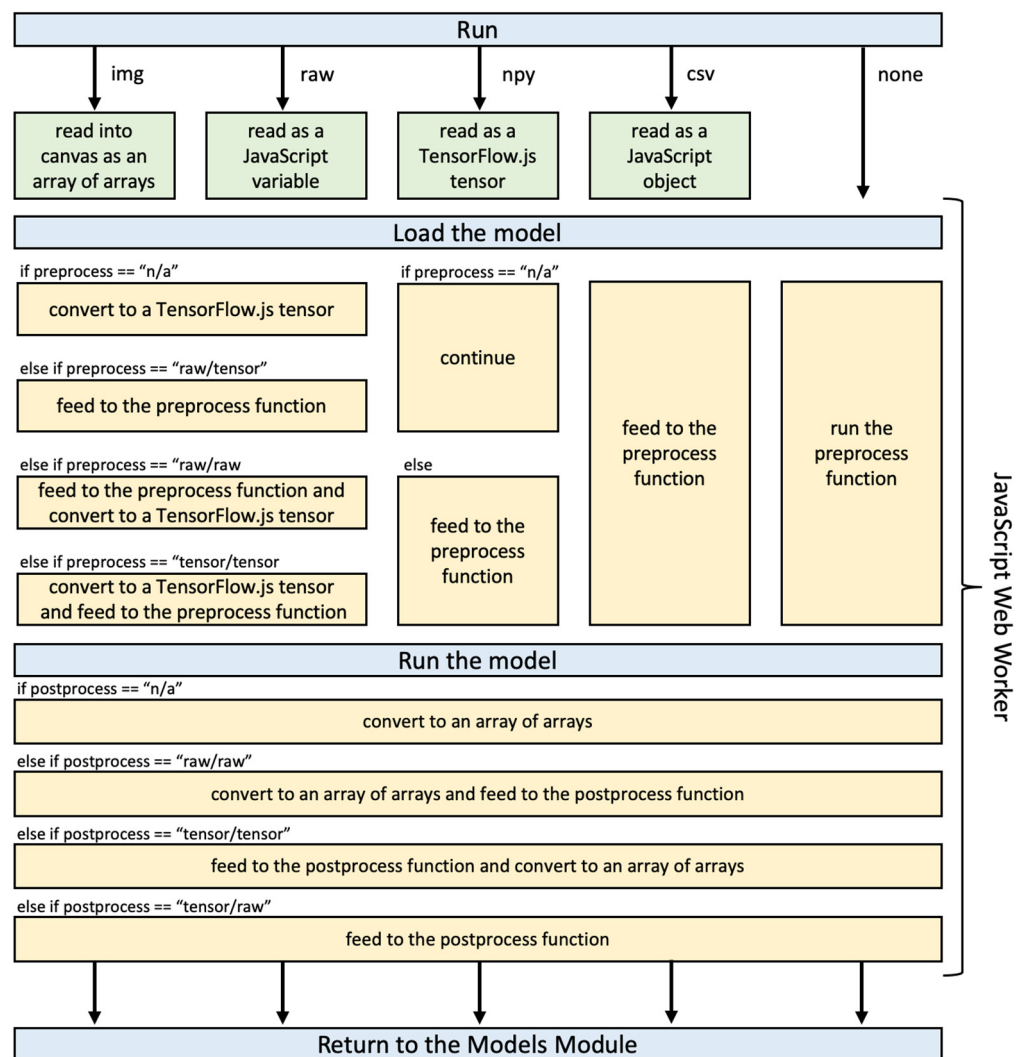 Run
img
raw
npy
csv
none
read into
canvas as an
array of arrays
read as a
JavaScript
variable
read as a
TensorFlow.js
tensor
read as a
JavaScript
object
Load the model
if preprocess == “n/a”
convert to a TensorFlow.js tensor
else if preprocess == “raw/tensor”
feed to the preprocess function
else if preprocess == “raw/raw
feed to the preprocess function and
convert to a TensorFlow.js tensor
else if preprocess == “tensor/tensor
convert to a TensorFlow.js tensor
and feed to the preprocess function
if preprocess == “n/a”
continue
else
feed to the
preprocess
function
feed to the
preprocess
function
run the
preprocess
function
JavaScript Web Worker
Run the model
if postprocess == “n/a”
convert to an array of arrays
else if postprocess == “raw/raw”
convert to an array of arrays and feed to the postprocess function
else if postprocess == “tensor/tensor”
feed to the postprocess function and convert to an array of arrays
else if postprocess == “tensor/raw”
feed to the postprocess function
Return to the Models Module